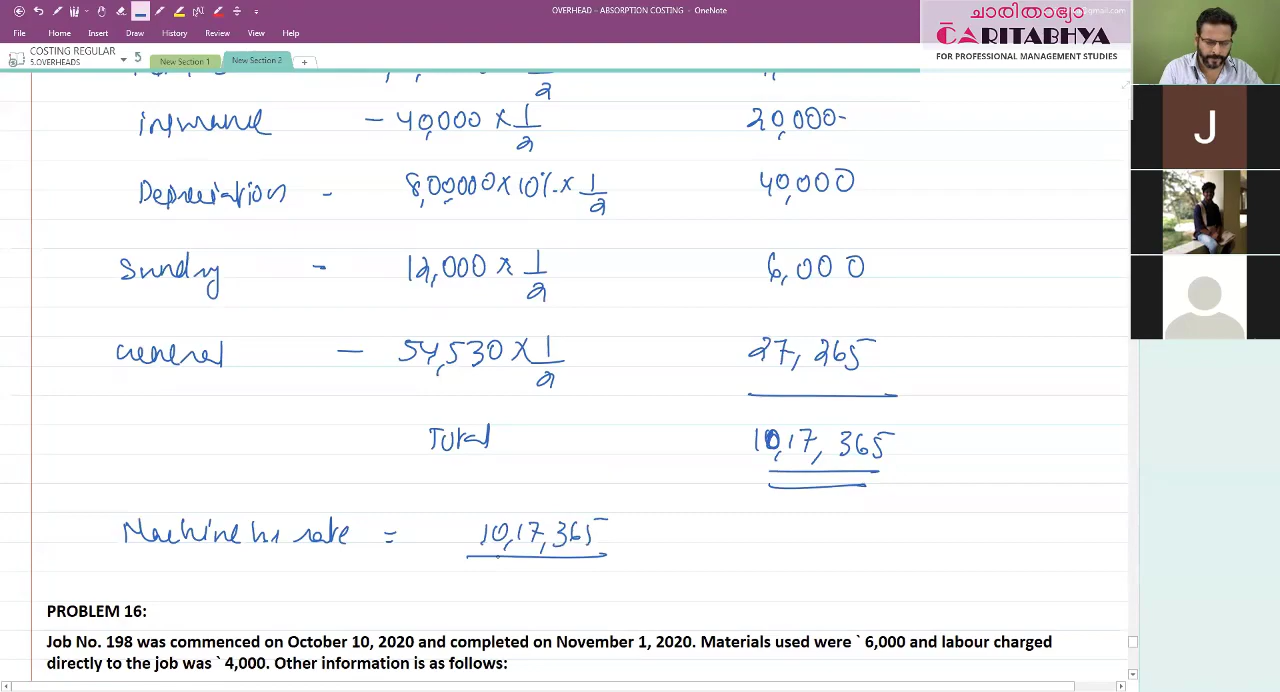 OVERHEAD – ABSORPTION COSTING - OneNote
ചാരിതാഭ്യാ
CARITABHYA
FOR PROFESSIONAL MANAGEMENT STUDIES
File Home Insert Draw History Review View Help
COSTING REGULAR
5.OVERHEADS
5
New Section 1
New Section 2
+
2
insurance - 40,000 × 1/2 20,000
Depreciation - 8,00,000 × 10% × 1/2 40,000
Sundry - 12,000 × 1/2 6,000
General - 54,530 × 1/2 27,265
Total 10,17,365
Machine hr rate = 10,17,365
J
PROBLEM 16:
Job No. 198 was commenced on October 10, 2020 and completed on November 1, 2020. Materials used were ` 6,000 and labour charged
directly to the job was ` 4,000. Other information is as follows: